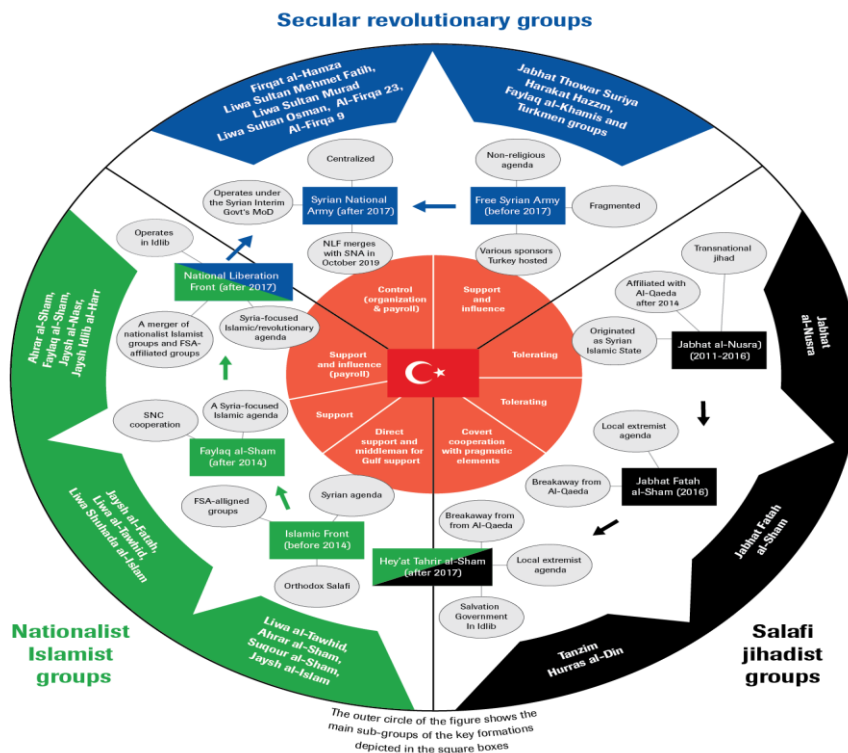 Secular revolutionary groups
Firqat al-Hamza
Liwa Sultan Mehmet Fatih,
Liwa Sultan Murad
Liwa Sultan Osman, Al-Firqa 23,
Al-Firqa 9
Jabhat Thowar Suriya
Harakat Hazzm,
Faylaq al-Khamis and
Turkmen groups
Centralized
Non-religious
agenda
Operates under
the Syrian Interim
Govt's MoD
Syrian National
Army (after 2017)
Free Syrian Army
(before 2017)
Fragmented
NLF merges
with SNA in
October 2019
Various sponsors
Turkey hosted
Operates
in Idlib
National Liberation
Front (after 2017)
A merger of
nationalist Islamist
groups and FSA-
affiliated groups
Syria-focused
Islamic/revolutionary
agenda
Ahrar al-Sham,
Faylaq al-Sham,
Jaysh al-Nasr,
Jaysh Idlib al-Harr
Control
(organization
& payroll)
Support
and
influence
Support
and influence
(payroll)
Tolerating
Support
Tolerating
Direct
support and
middleman for
Gulf support
Covert
cooperation
with pragmatic
elements
Transnational
jihad
Affiliated with
Al-Qaeda
after 2014
Originated
as Syrian
Islamic State
Jabhat al-Nusra)
(2011-2016)
Jabhat
al-Nusra
SNC
cooperation
A Syria-focused
Islamic agenda
Faylaq al-Sham
(after 2014)
Local extremist
agenda
Breakaway from
Al-Qaeda
Jabhat Fatah
al-Sham (2016)
Jabhat Fatah
al-Sham
Jaysh al-Fatah,
Liwa al-Tawhid,
Liwa Shuhada al-Islam
FSA-alligned
groups
Syrian agenda
Islamic Front
(before 2014)
Orthodox Salafi
Breakaway from
from Al-Qaeda
Hey'at Tahrir al-Sham
(after 2017)
Local extremist
agenda
Salvation
Government
In Idlib
Liwa al-Tawhid,
Ahrar al-Sham,
Suqour al-Sham,
Jaysh al-Islam
Tanzim
Hurras al-Din
Nationalist
Islamist
groups
Salafi
jihadist
groups
The outer circle of the figure shows the
main sub-groups of the key formations
depicted in the square boxes